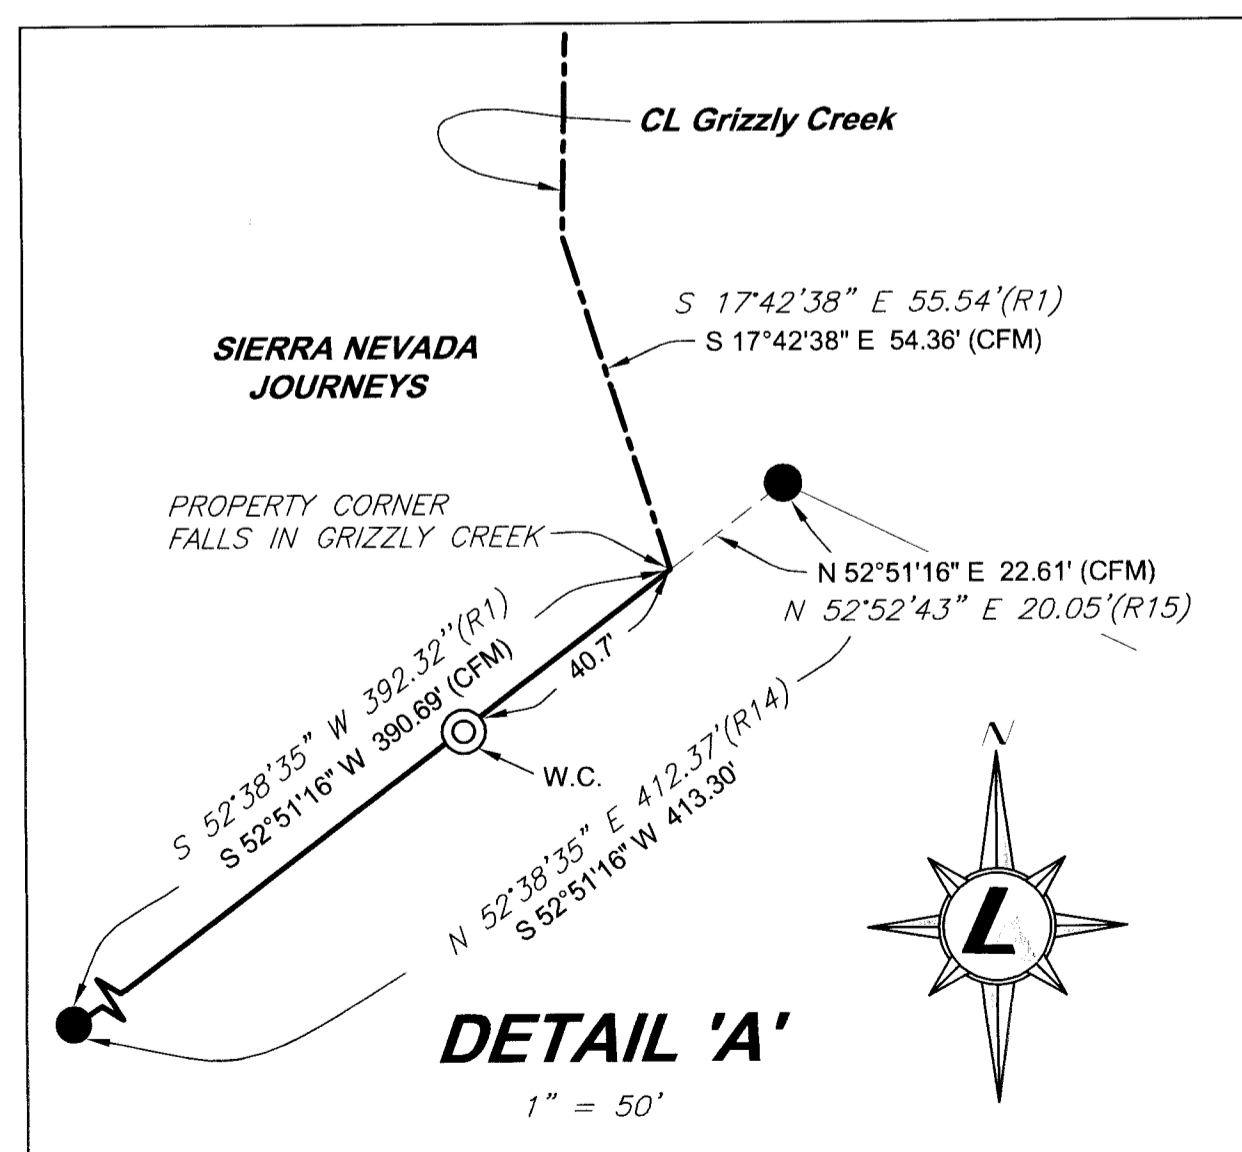 CL Grizzly Creek
S 17°42'38" E 55.54'(R1)
S 17°42'38" E 54.36' (CFM)
SIERRA NEVADA
JOURNEYS
PROPERTY CORNER
FALLS IN GRIZZLY CREEK
N 52°51'16" E 22.61' (CFM)
N 52°52'43" E 20.05'(R15)
S 52°38'35" W 392.32"(R1)
S 52°51'16" W 390.69' (CFM)
40.7'
W.C.
N 52°38'35" E 412.37'(R14)
S 52°51'16" W 413.30'
N
L
DETAIL 'A'
1" = 50'